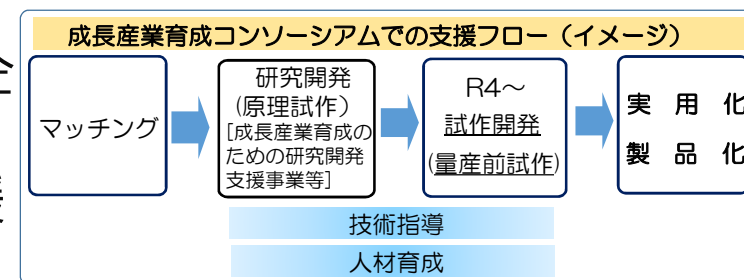 成長産業育成コンソーシアムでの支援フロー（イメージ）
マッチング
研究開発
(原理試作）
[成長産業育成の
ための研究開発
支援事業等]
R4～
試作開発
(量産前試作)
実用化
製品化
技術指導
人材育成